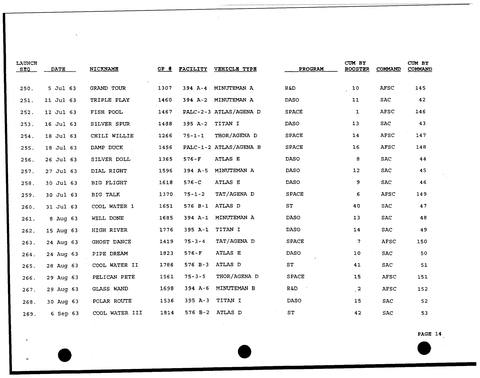 LAUNCH CUM BY CUM BY
SEQ DATE NICKNAME OP # FACILITY VEHICLE TYPE PROGRAM BOOSTER COMMAND COMMAND
250. 5 Jul 63 GRAND TOUR 1307 394 A-4 MINUTEMAN A R&D 10 AFSC 145
251. 11 Jul 63 TRIPLE PLAY 1460 394 A-2 MINUTEMAN A DASO 11 SAC 42
252. 12 Jul 63 FISH POOL 1467 PALC-2-3 ATLAS/AGENA D SPACE 1 AFSC 146
253. 16 Jul 63 SILVER SPUR 1488 395 A-2 TITAN I DASO 13 SAC 43
254. 18 Jul 63 CHILI WILLIE 1266 75-1-1 THOR/AGENA D SPACE 14 AFSC 147
255. 18 Jul 63 DAMP DUCK 1456 PALC-1-2 ATLAS/AGENA B SPACE 16 AFSC 148
256. 26 Jul 63 SILVER DOLL 1365 576-F ATLAS E DASO 8 SAC 44
257. 27 Jul 63 DIAL RIGHT 1596 394 A-5 MINUTEMAN A DASO 12 SAC 45
258. 30 Jul 63 BIG FLIGHT 1618 576-C ATLAS E DASO 9 SAC 46
259. 30 Jul 63 BIG TALK 1370 75-1-2 TAT/AGENA D SPACE 6 AFSC 149
260. 31 Jul 63 COOL WATER I 1651 576 B-1 ATLAS D ST 40 SAC 47
261. 8 Aug 63 WELL DONE 1685 394 A-1 MINUTEMAN A DASO 13 SAC 48
262. 15 Aug 63 HIGH RIVER 1776 395 A-1 TITAN I DASO 14 SAC 49
263. 24 Aug 63 GHOST DANCE 1419 75-3-4 TAT/AGENA D SPACE 7 AFSC 150
264. 24 Aug 63 PIPE DREAM 1823 576-F ATLAS E DASO 10 SAC 50
265. 28 Aug 63 COOL WATER II 1786 576 B-3 ATLAS D ST 41 SAC 51
266. 29 Aug 63 PELICAN PETE 1561 75-3-5 THOR/AGENA D SPACE 15 AFSC 151
267. 29 Aug 63 GLASS WAND 1698 394 A-6 MINUTEMAN B R&D 2 AFSC 152
268. 30 Aug 63 POLAR ROUTE 1536 395 A-3 TITAN I DASO 15 SAC 52
269. 6 Sep 63 COOL WATER III 1814 576 B-2 ATLAS D ST 42 SAC 53
PAGE 14